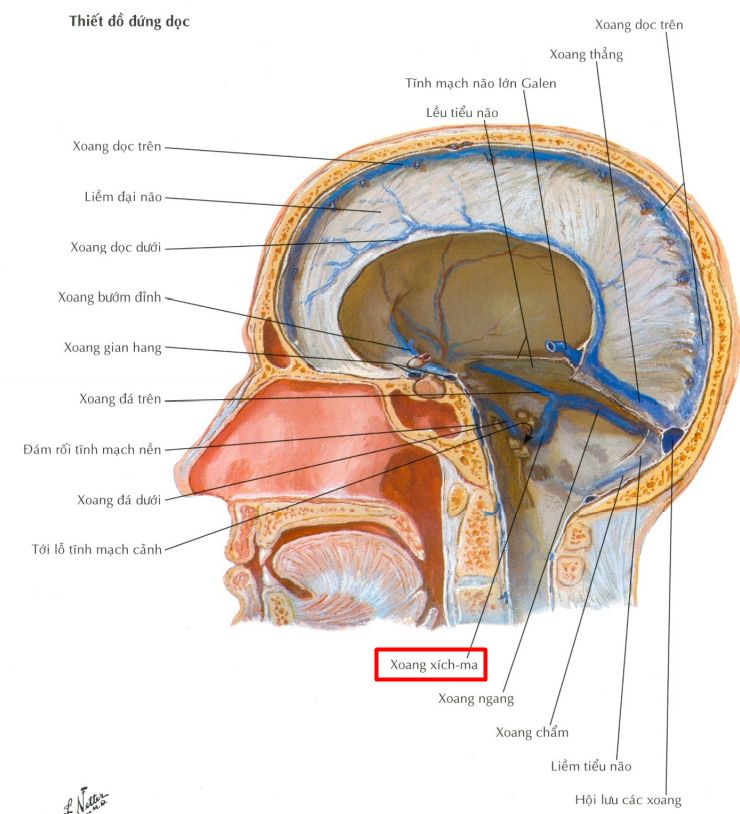 Thiết đồ đứng dọc
Xoang dọc trên
Xoang thẳng
Tĩnh mạch não lớn Galen
Lều tiểu não
Xoang dọc trên
Liềm đại não
Xoang dọc dưới
Xoang bướm đỉnh
Xoang gian hang
Xoang đá trên
Đám rối tĩnh mạch nền
Xoang đá dưới
Tới lỗ tĩnh mạch cảnh
Xoang xích-ma
Xoang ngang
Xoang chẩm
Liềm tiểu não
Hội lưu các xoang
F. Netter
M.D.